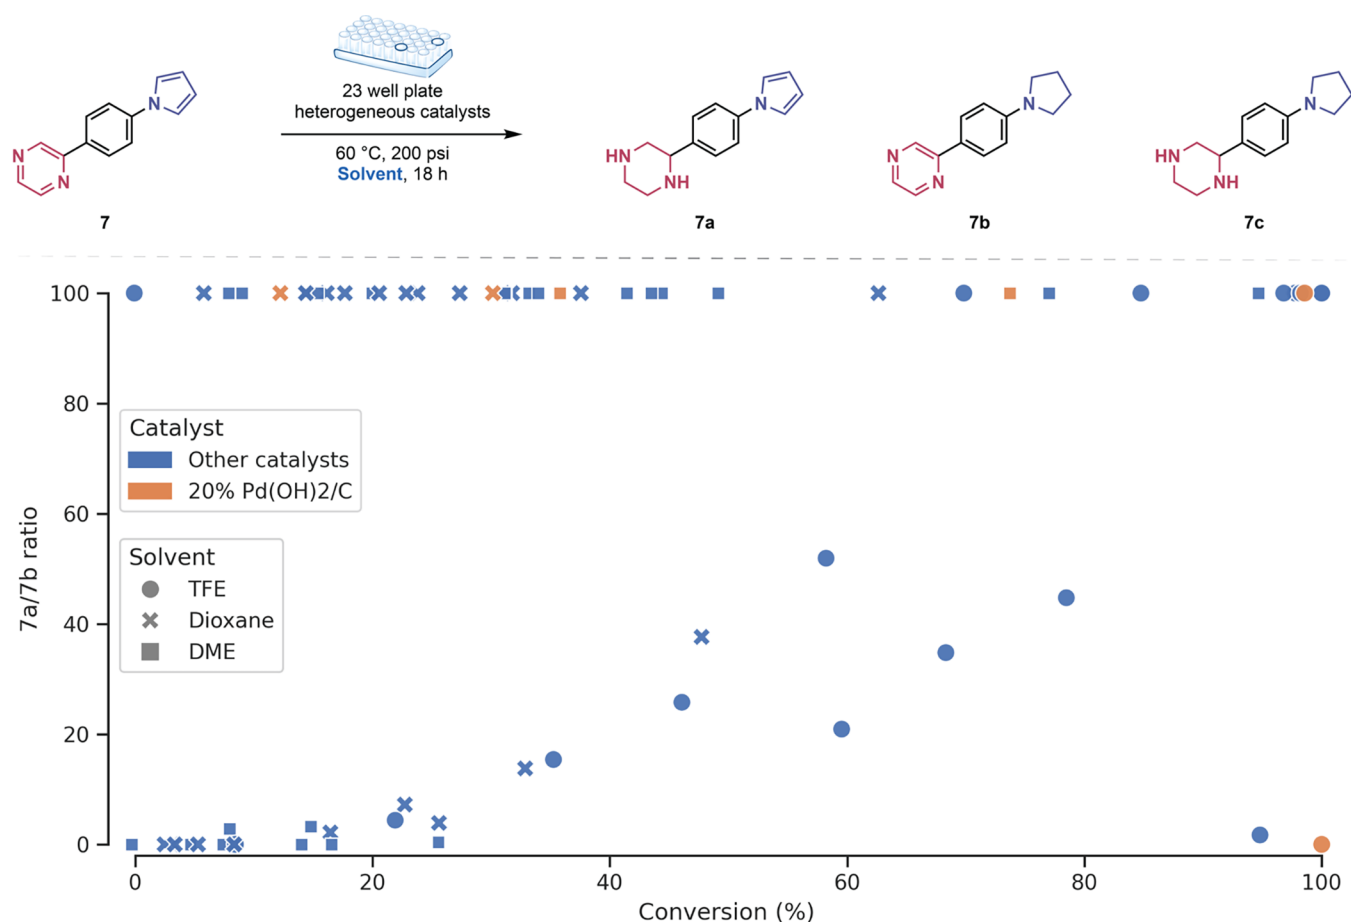 23 well plate
heterogeneous catalysts
60 °C, 200 psi
Solvent, 18 h
N
N
N
HN
NH
N
N
N
N
HN
NH
N
7
7a
7b
7c
100
80
60
40
20
0
7a/7b ratio
Catalyst
Other catalysts
20% Pd(OH)2/C
Solvent
TFE
Dioxane
DME
0
20
40
60
80
100
Conversion (%)